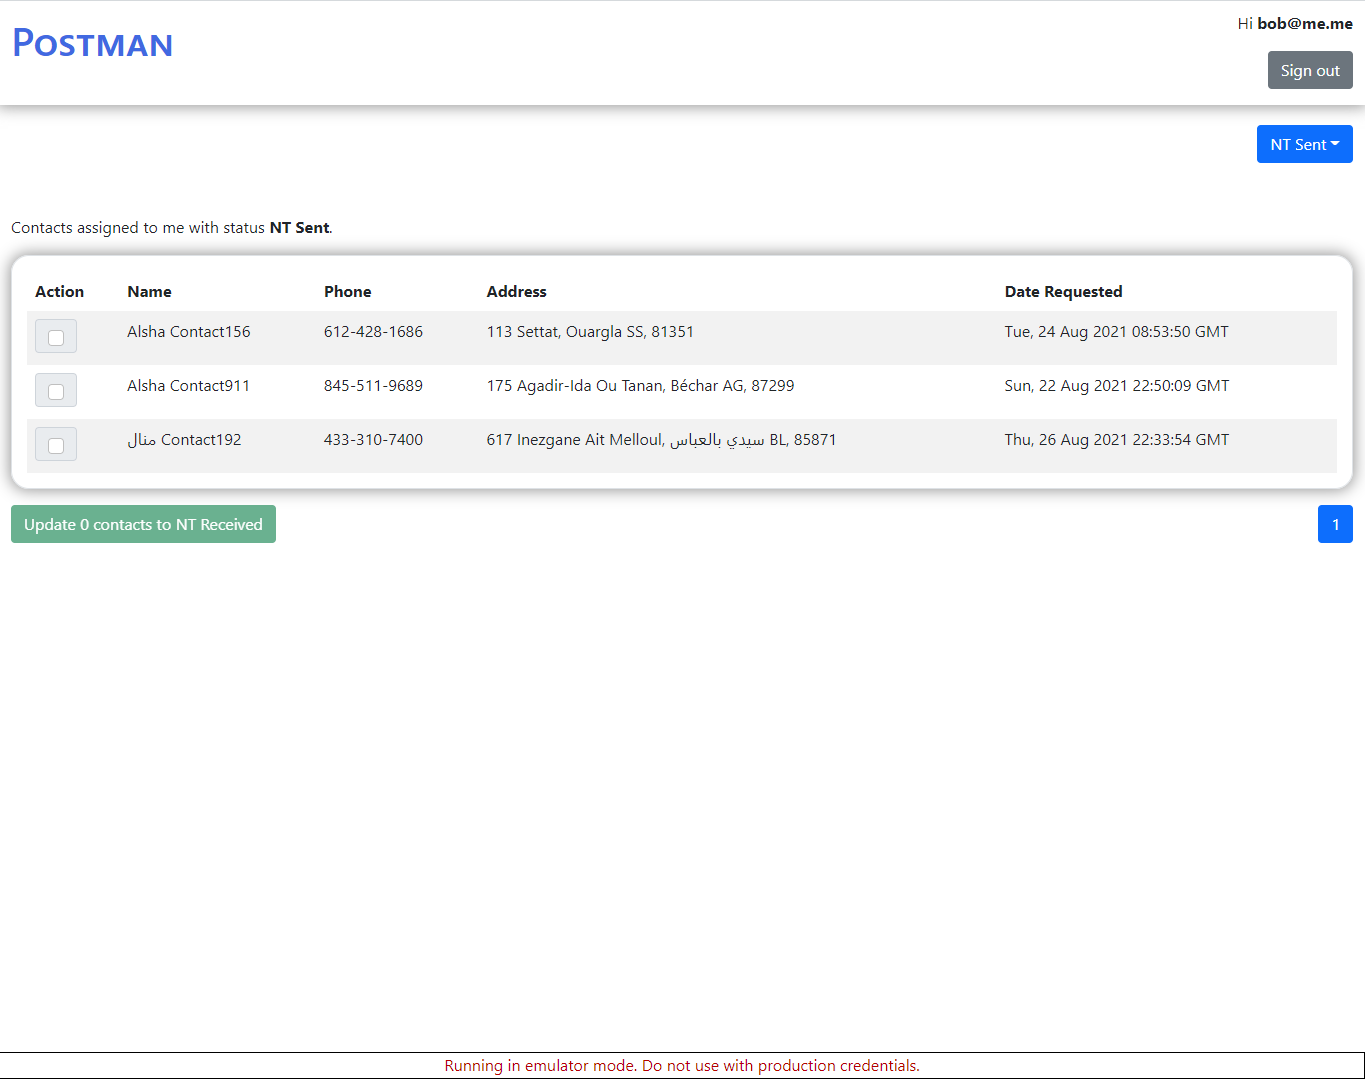 Postman
Hi bob@me.me
Sign out
NT Sent
Contacts assigned to me with status NT Sent.
Action Name Phone Address Date Requested
Alsha Contact156 612-428-1686 113 Settat, Ouargla SS, 81351 Tue, 24 Aug 2021 08:53:50 GMT
Alsha Contact911 845-511-9689 175 Agadir-Ida Ou Tanan, Béchar AG, 87299 Sun, 22 Aug 2021 22:50:09 GMT
منال Contact192 433-310-7400 617 Inezgane Ait Melloul, سيدي بالعباس BL, 85871 Thu, 26 Aug 2021 22:33:54 GMT
Update 0 contacts to NT Received 1
Running in emulator mode. Do not use with production credentials.